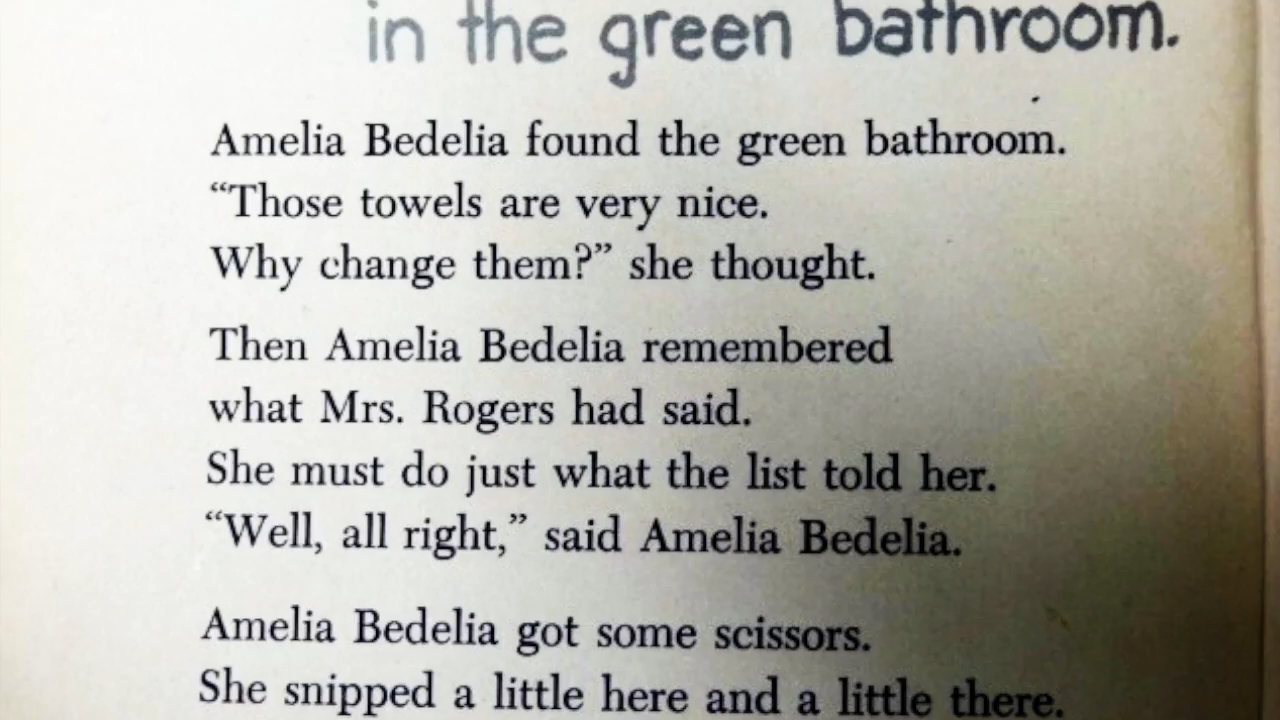 in the green bathroom.
Amelia Bedelia found the green bathroom.
“Those towels are very nice.
Why change them?” she thought.
Then Amelia Bedelia remembered
what Mrs. Rogers had said.
She must do just what the list told her.
“Well, all right,” said Amelia Bedelia.
Amelia Bedelia got some scissors.
She snipped a little here and a little there.